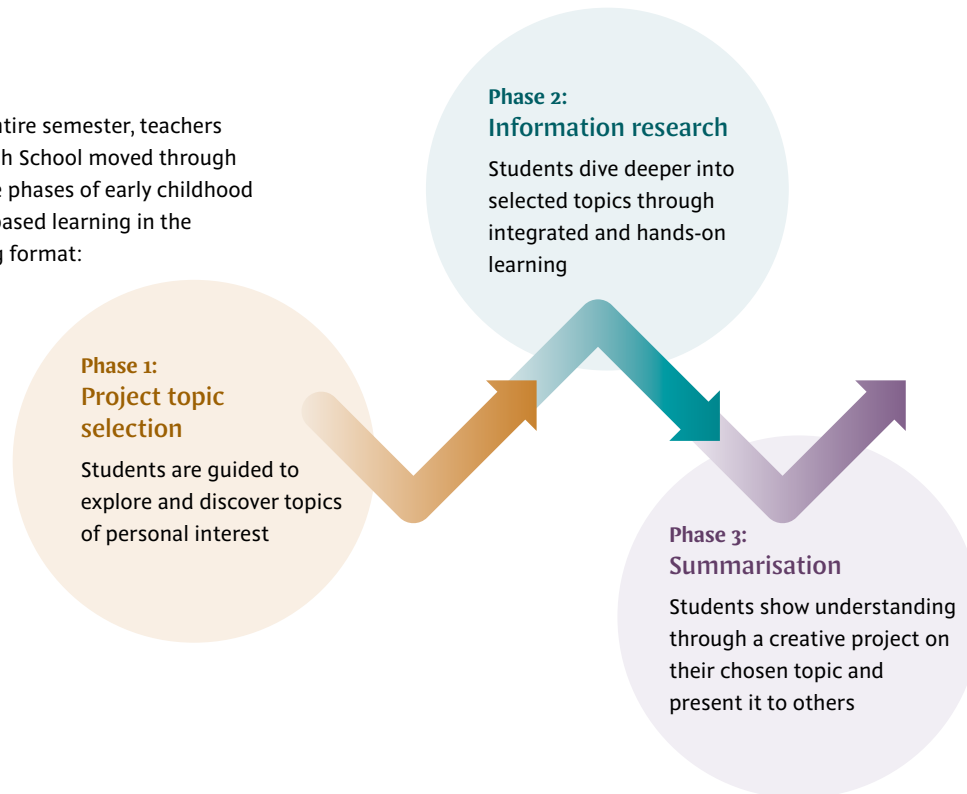 ntire semester, teachers
h School moved through
e phases of early childhood
based learning in the
g format:
Phase 1:
Project topic
selection
Students are guided to
explore and discover topics
of personal interest
Phase 2:
Information research
Students dive deeper into
selected topics through
integrated and hands-on
learning
Phase 3:
Summarisation
Students show understanding
through a creative project on
their chosen topic and
present it to others